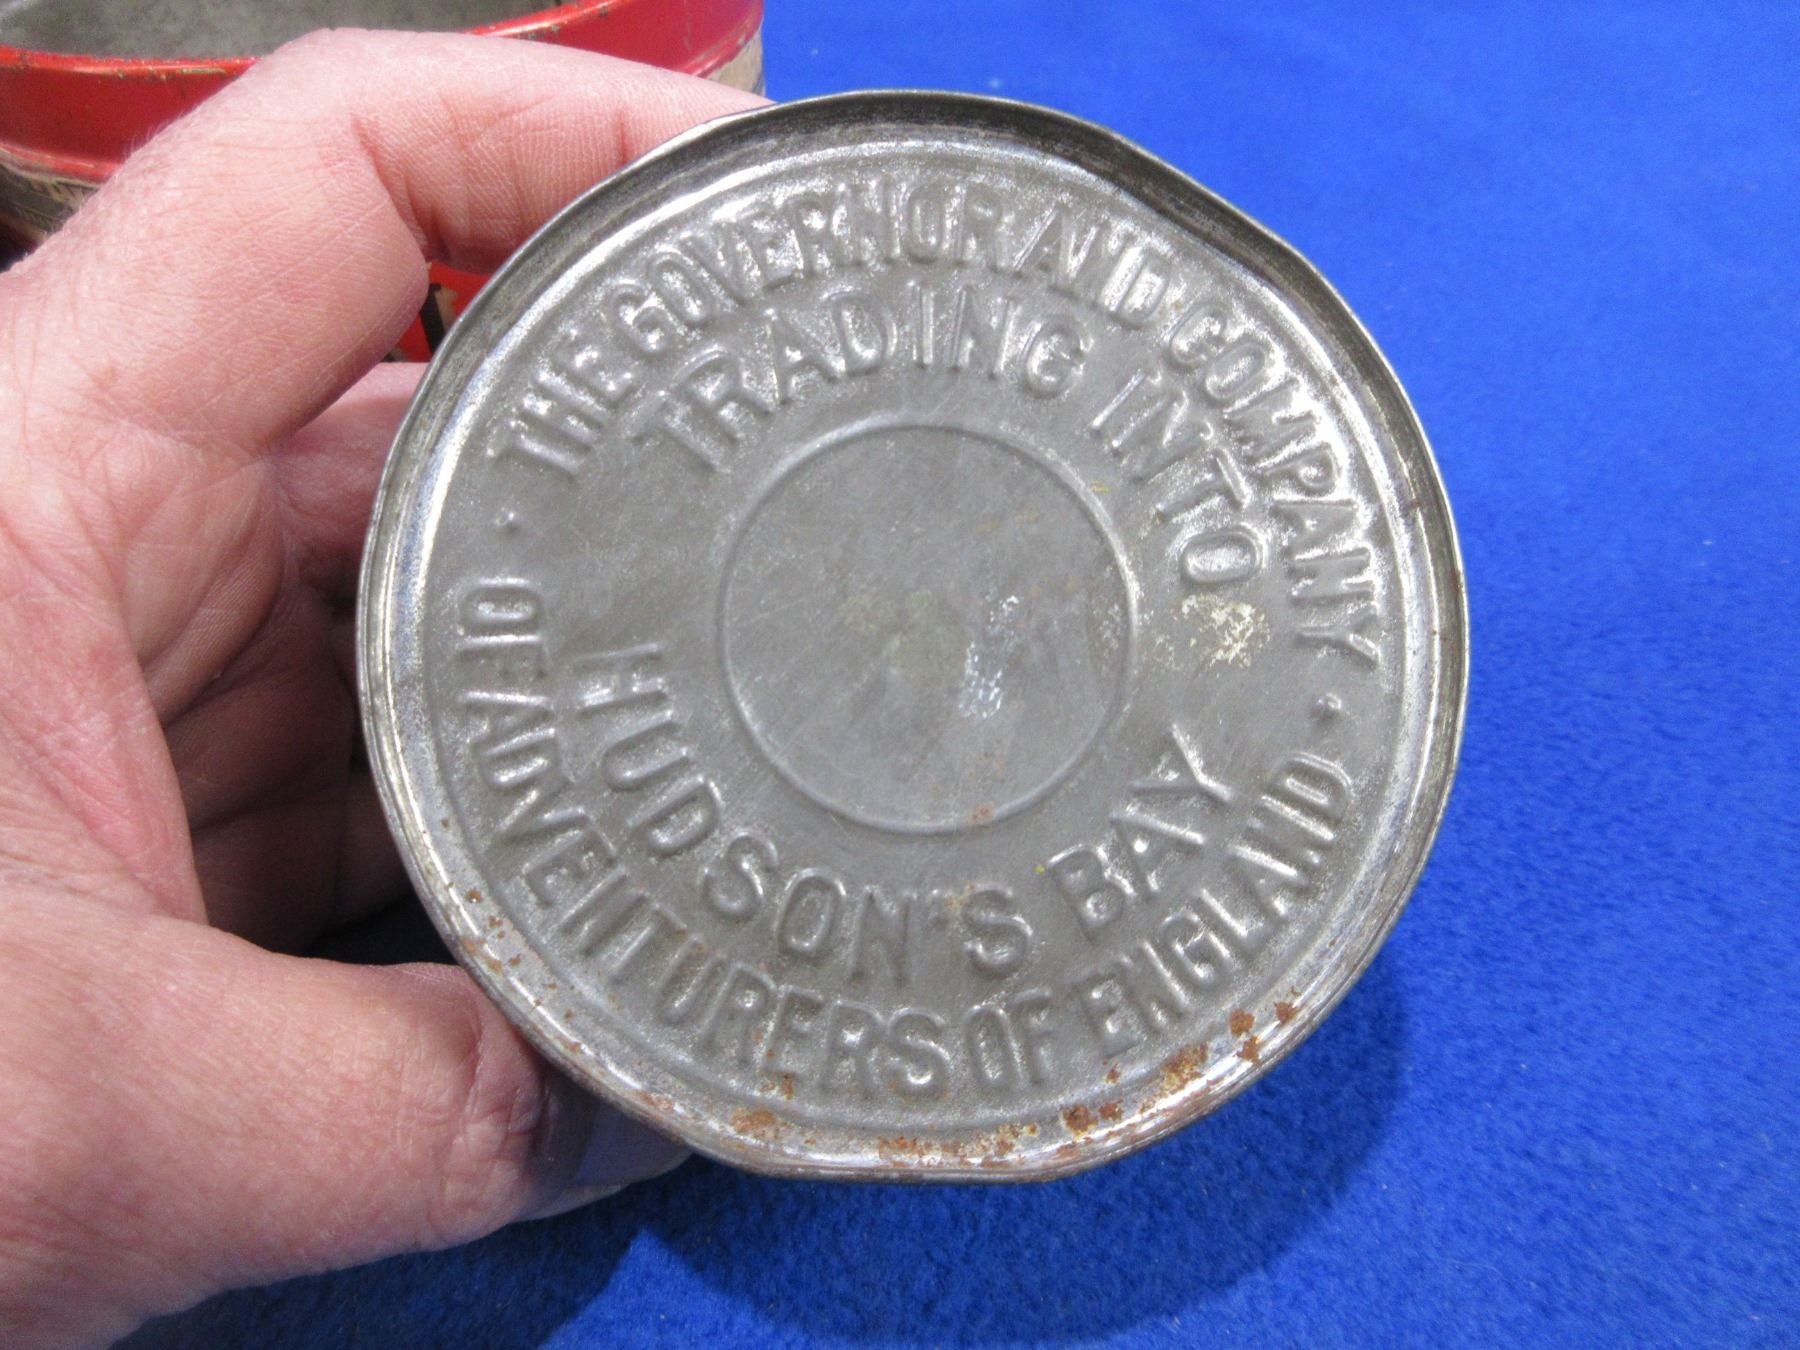 THE GOVERNOR AND COMPANY
OF ADVENTURERS OF ENGLAND
TRADING INTO
HUDSON'S BAY